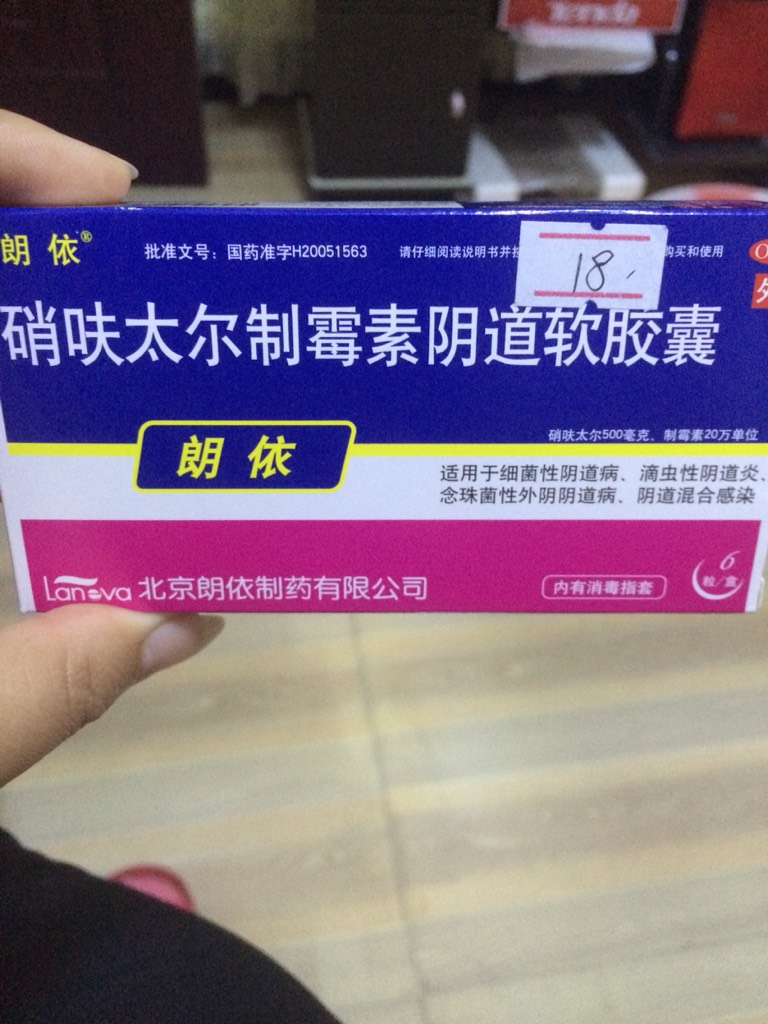 朗依®
批准文号：国药准字H20051563
请仔细阅读说明书并按
购买和使用
18.
外
硝呋太尔制霉素阴道软胶囊
硝呋太尔500毫克、制霉素20万单位
朗依
适用于细菌性阴道病、滴虫性阴道炎、
念珠菌性外阴阴道病、阴道混合感染
Lanova 北京朗依制药有限公司
内有消毒指套
6
粒/盒